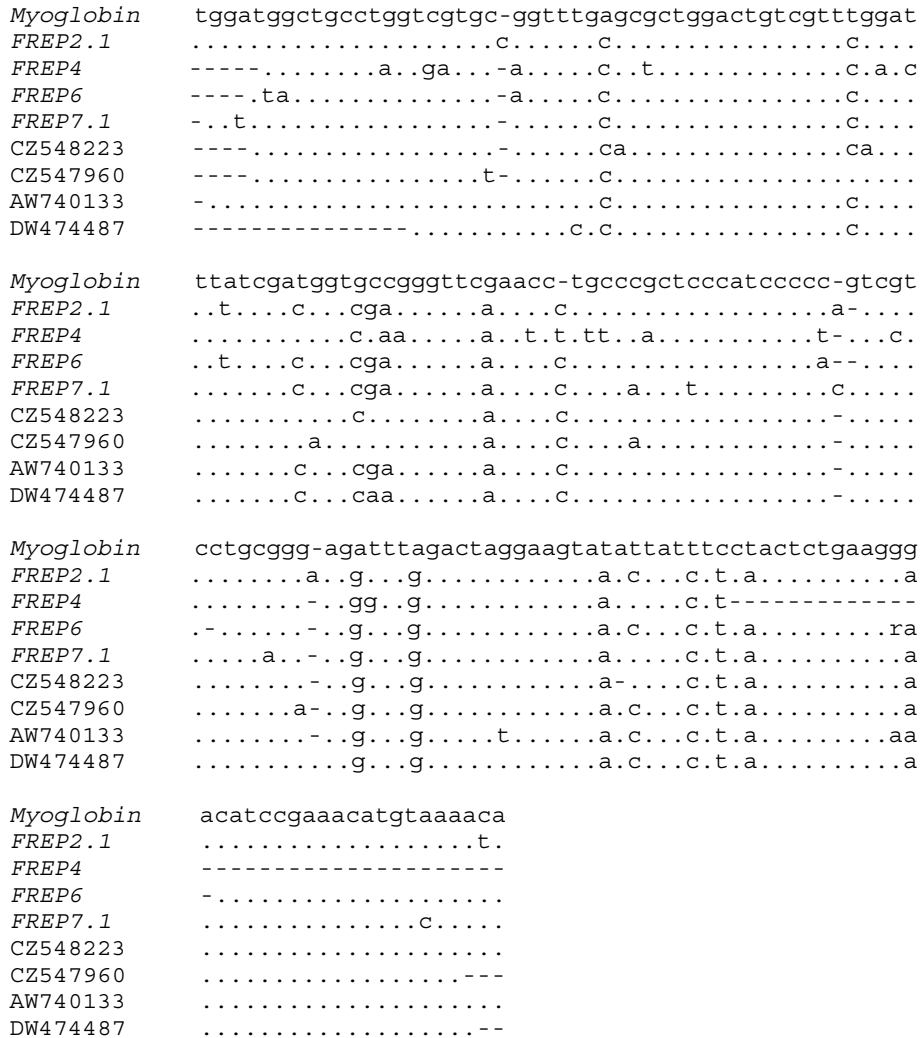 Myoglobin tggatggctgcctggtcgtgc-ggtttgagcgctggactgtcgtttggat
FREP2.1 .....................c......c................c....
FREP4 -----........a..ga...-a.....c..t.............c.a.c
FREP6 ----.ta..............-a.....c................c....
FREP7.1 -..t.................-......c................c....
CZ548223 ----.................-......ca...............ca...
CZ547960 ----................t-......c.....................
AW740133 -...........................c................c....
DW474487 ---------------...........c.c................c....
Myoglobin ttatcgatggtgccgggttcgaacc-tgcccgctcccatccccc-gtcgt
FREP2.1 ..t....c...cga......a....c..................a-....
FREP4 ...........c.aa.....a..t.t.tt..a...........t-...c.
FREP6 ..t....c...cga......a....c.................a--....
FREP7.1 .......c...cga......a....c....a...t.........c.....
CZ548223 ...........c........a....c..................-.....
CZ547960 ........a...........a....c....a.............-.....
AW740133 .......c...cga......a....c..................-.....
DW474487 .......c...caa......a....c..................-.....
Myoglobin cctgcggg-agatttagactaggaagtatattatttcctactctgaaggg
FREP2.1 ........a..g...g............a.c...c.t.a..........a
FREP4 ........-..gg..g............a.....c.t-------------
FREP6 .-......-..g...g............a.c...c.t.a.........ra
FREP7.1 .....a..-..g...g............a.....c.t.a..........a
CZ548223 ........-..g...g............a-....c.t.a..........a
CZ547960 .......a-..g...g............a.c...c.t.a..........a
AW740133 ........-..g...g.....t......a.c...c.t.a.........aa
DW474487 ...........g...g............a.c...c.t.a..........a
Myoglobin acatccgaaacatgtaaaaca
FREP2.1 ...................t.
FREP4 ---------------------
FREP6 -....................
FREP7.1 ...............c.....
CZ548223 .....................
CZ547960 ..................---
AW740133 .....................
DW474487 ...................--